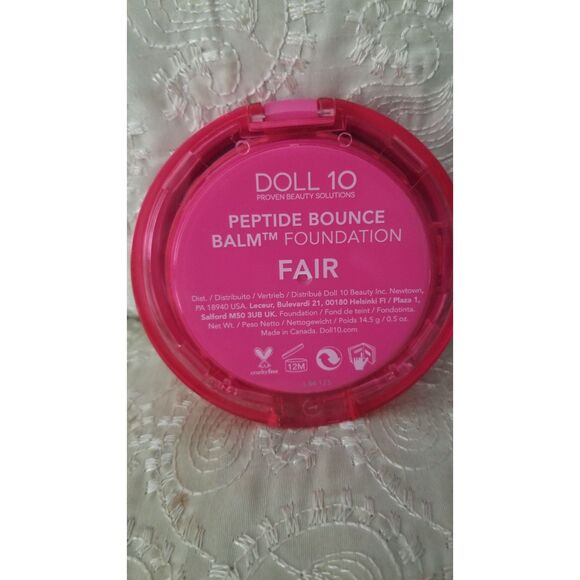 DOLL 10
PROVEN BEAUTY SOLUTIONS
PEPTIDE BOUNCE
BALM™ FOUNDATION
FAIR
Dist. / Distribuito / Vertrieb / Distribué Doll 10 Beauty Inc. Newtown,
PA 18940 USA. Leceur, Bulevardi 21, 00180 Helsinki FI / Plaza 1,
Salford M50 3UB UK. Foundation / Fond de teint / Fondotinta.
Net Wt. / Peso Netto / Nettogewicht / Poids 14.5 g / 0.5 oz.
Made in Canada. Doll10.com.
crueltyfree
12M